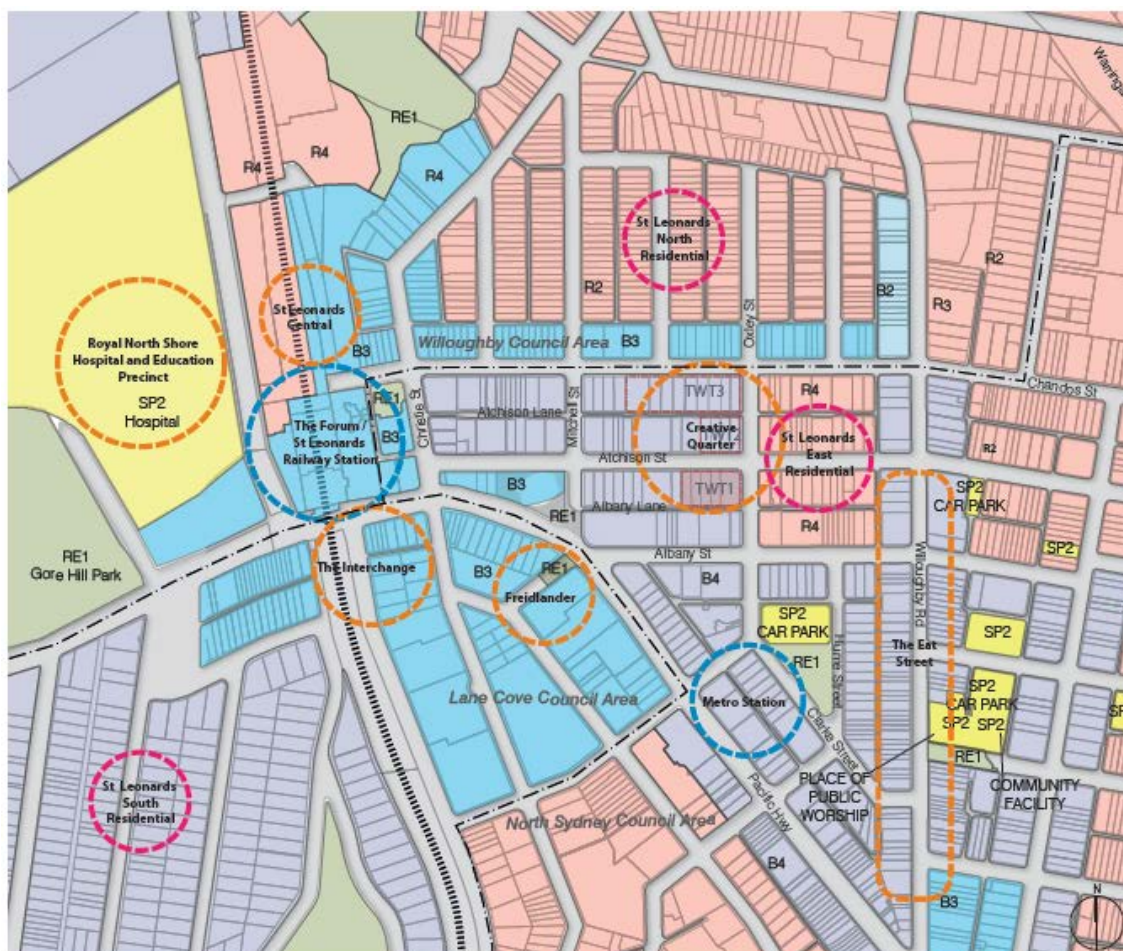 RE1
Warringa
R4
R4
R4
St Leonards
North
Residential
R2
R2
B2
R3
Oxley St
Royal North Shore
Hospital and Education
Precinct
SP2
Hospital
St Leonards
Central
B3
Willoughby Council Area
B3
Chandos St
The Forum /
St Leonards
Railway Station
RE1
B3
Christie St
Atchison Lane
Mitchell St
TWT3
Creative
Quarter
TWT2
Atchison St
R4
St Leonards
East
Residential
R2
B3
TWT1
Albany Lane
RE1
R4
SP2
CAR PARK
SP2
Albany St
RE1
Gore Hill Park
The Interchange
B3
RE1
Freidlander
B4
SP2
CAR PARK
RE1
Hume Street
Willoughby Rd
The Eat
Street
SP2
Lane Cove Council Area
Metro Station
Clarke Street
SP2
CAR PARK
SP2
SP2
SP
RE1
PLACE OF
PUBLIC
WORSHIP
COMMUNITY
FACILITY
St Leonards
South
Residential
North Sydney Council Area
Pacific Hwy
B4
B3
N